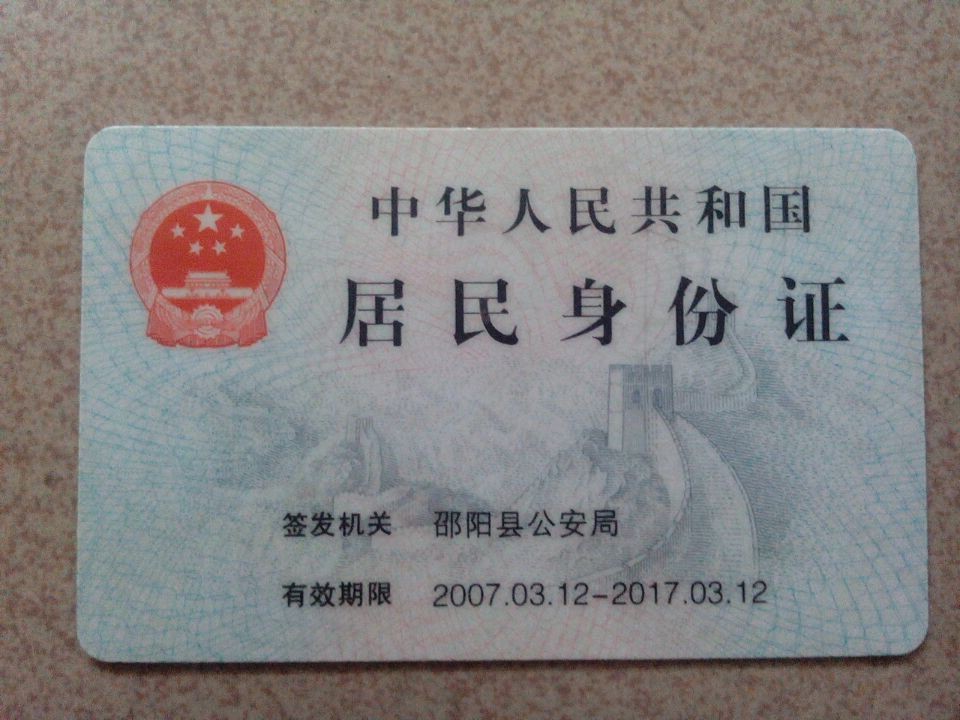 中华人民共和国
居民身份证
签发机关 邵阳县公安局
有效期限 2007.03.12-2017.03.12